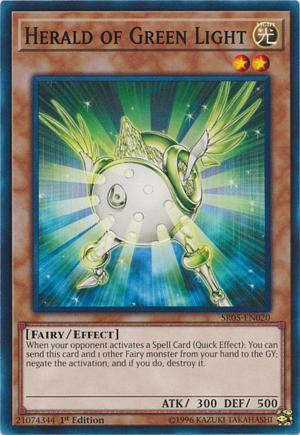 HERALD OF GREEN LIGHT
LIGHT
光
SR05-EN020
[FAIRY/EFFECT]
When your opponent activates a Spell Card (Quick Effect): You can
send this card and 1 other Fairy monster from your hand to the GY;
negate the activation, and if you do, destroy it.
ATK/ 300 DEF/ 500
21074344 1st Edition
©1996 KAZUKI TAKAHASHI